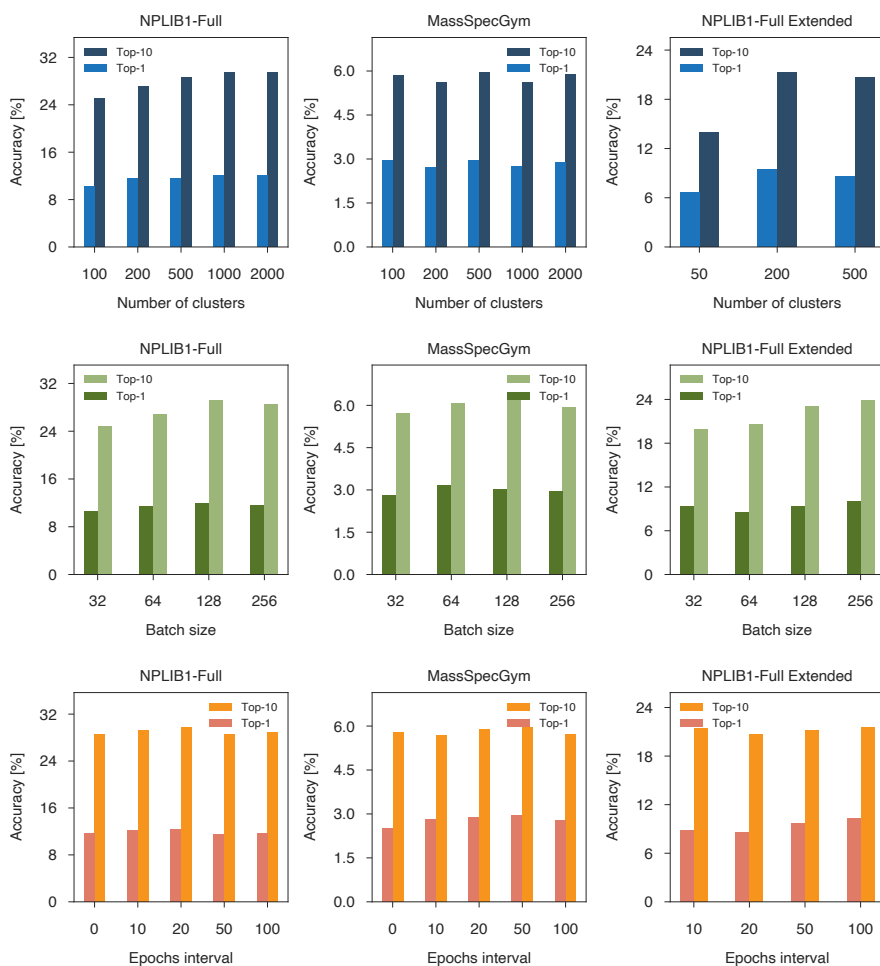 NPLIB1-Full
Accuracy [%]
32
24
16
8
0
Top-10
Top-1
100 200 500 1000 2000
Number of clusters
MassSpecGym
Accuracy [%]
6.0
4.5
3.0
1.5
0.0
Top-10
Top-1
100 200 500 1000 2000
Number of clusters
NPLIB1-Full Extended
Accuracy [%]
24
18
12
6
0
Top-10
Top-1
50 200 500
Number of clusters
NPLIB1-Full
Accuracy [%]
32
24
16
8
0
Top-10
Top-1
32 64 128 256
Batch size
MassSpecGym
Accuracy [%]
6.0
4.5
3.0
1.5
0.0
Top-10
Top-1
32 64 128 256
Batch size
NPLIB1-Full Extended
Accuracy [%]
24
18
12
6
0
Top-10
Top-1
32 64 128 256
Batch size
NPLIB1-Full
Accuracy [%]
32
24
16
8
0
Top-10
Top-1
0 10 20 50 100
Epochs interval
MassSpecGym
Accuracy [%]
6.0
4.5
3.0
1.5
0.0
Top-10
Top-1
0 10 20 50 100
Epochs interval
NPLIB1-Full Extended
Accuracy [%]
24
18
12
6
0
Top-10
Top-1
10 20 50 100
Epochs interval